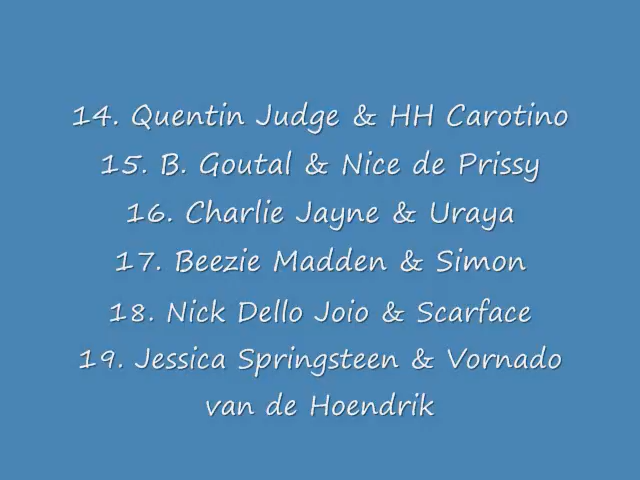 14. Quentin Judge & HH Carotino
15. B. Goutal & Nice de Prissy
16. Charlie Jayne & Uraya
17. Beezie Madden & Simon
18. Nick Dello Joio & Scarface
19. Jessica Springsteen & Vornado
van de Hoendrik